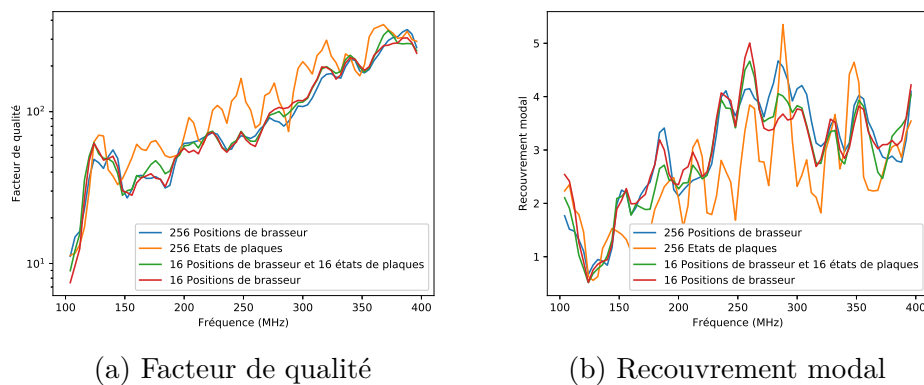 Facteur de qualité
10²
10¹
256 Positions de brasseur
256 Etats de plaques
16 Positions de brasseur et 16 états de plaques
16 Positions de brasseur
100 150 200 250 300 350 400
Fréquence (MHz)
(a) Facteur de qualité
Recouvrement modal
5
4
3
2
1
256 Positions de brasseur
256 Etats de plaques
16 Positions de brasseur et 16 états de plaques
16 Positions de brasseur
100 150 200 250 300 350 400
Fréquence (MHz)
(b) Recouvrement modal